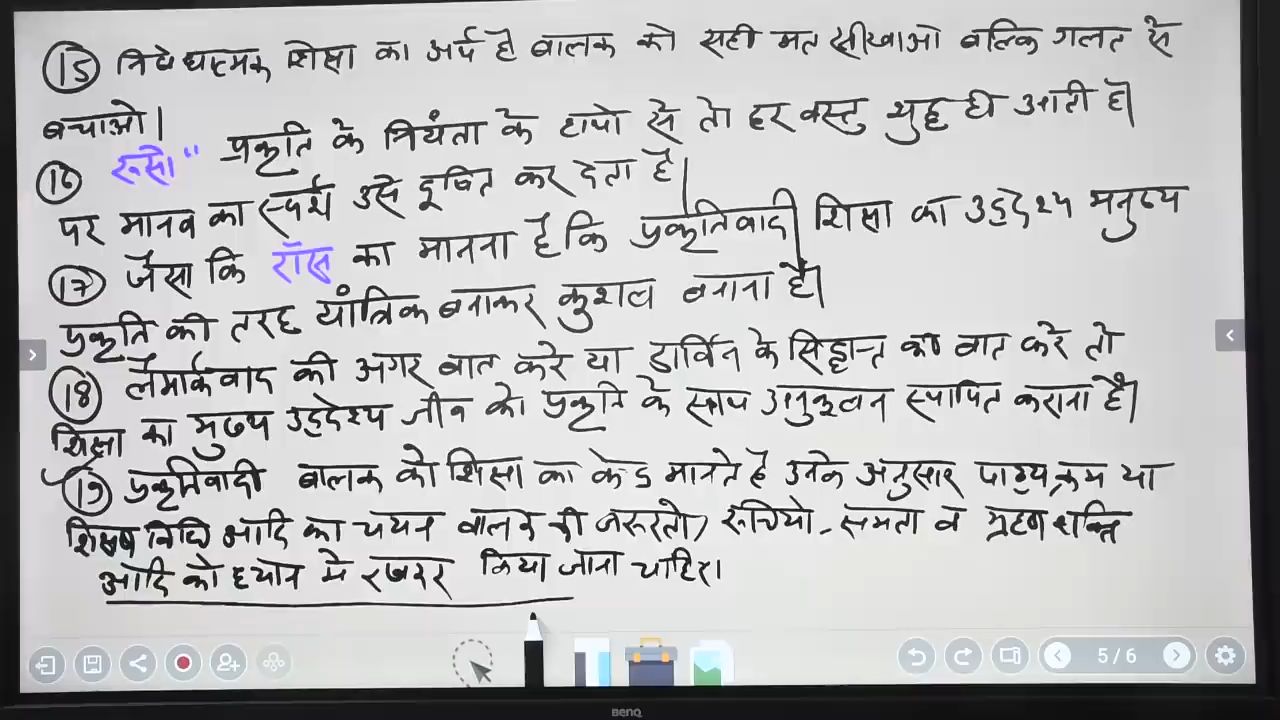 (15) निषेधात्मक शिक्षा का अर्थ है बालक को सही मत सीखाओ बल्कि गलत से
बचाओ।
(16) रूसो" प्रकृति के नियंता के हाथो से तो हर वस्तु शुद्ध ही आती है।
पर मानव का स्पर्श उसे दूषित कर देता है।
(17) जैसा कि रॉस का मानना है कि प्रकृतिवादी शिक्षा का उद्देश्य मनुष्य
प्रकृति की तरह यांत्रिक बनाकर कुशल बनाना है।
(18) लैमार्कवाद की अगर बात करे या डार्विन के सिद्धान्त का बात करे तो
शिक्षा का मुख्य उद्देश्य जीव को प्रकृति के साथ अनुकूलन स्थापित कराना है।
(19) प्रकृतिवादी बालक को शिक्षा का केन्द्र मानते है उनके अनुसार पाठ्यक्रम या
शिक्षण विधि आदि का चयन बालक की जरूरतो, रूचियो, क्षमता व ग्रहण शक्ति
आदि को ध्यान मे रखकर किया जाना चाहिए।
5/6
BenQ